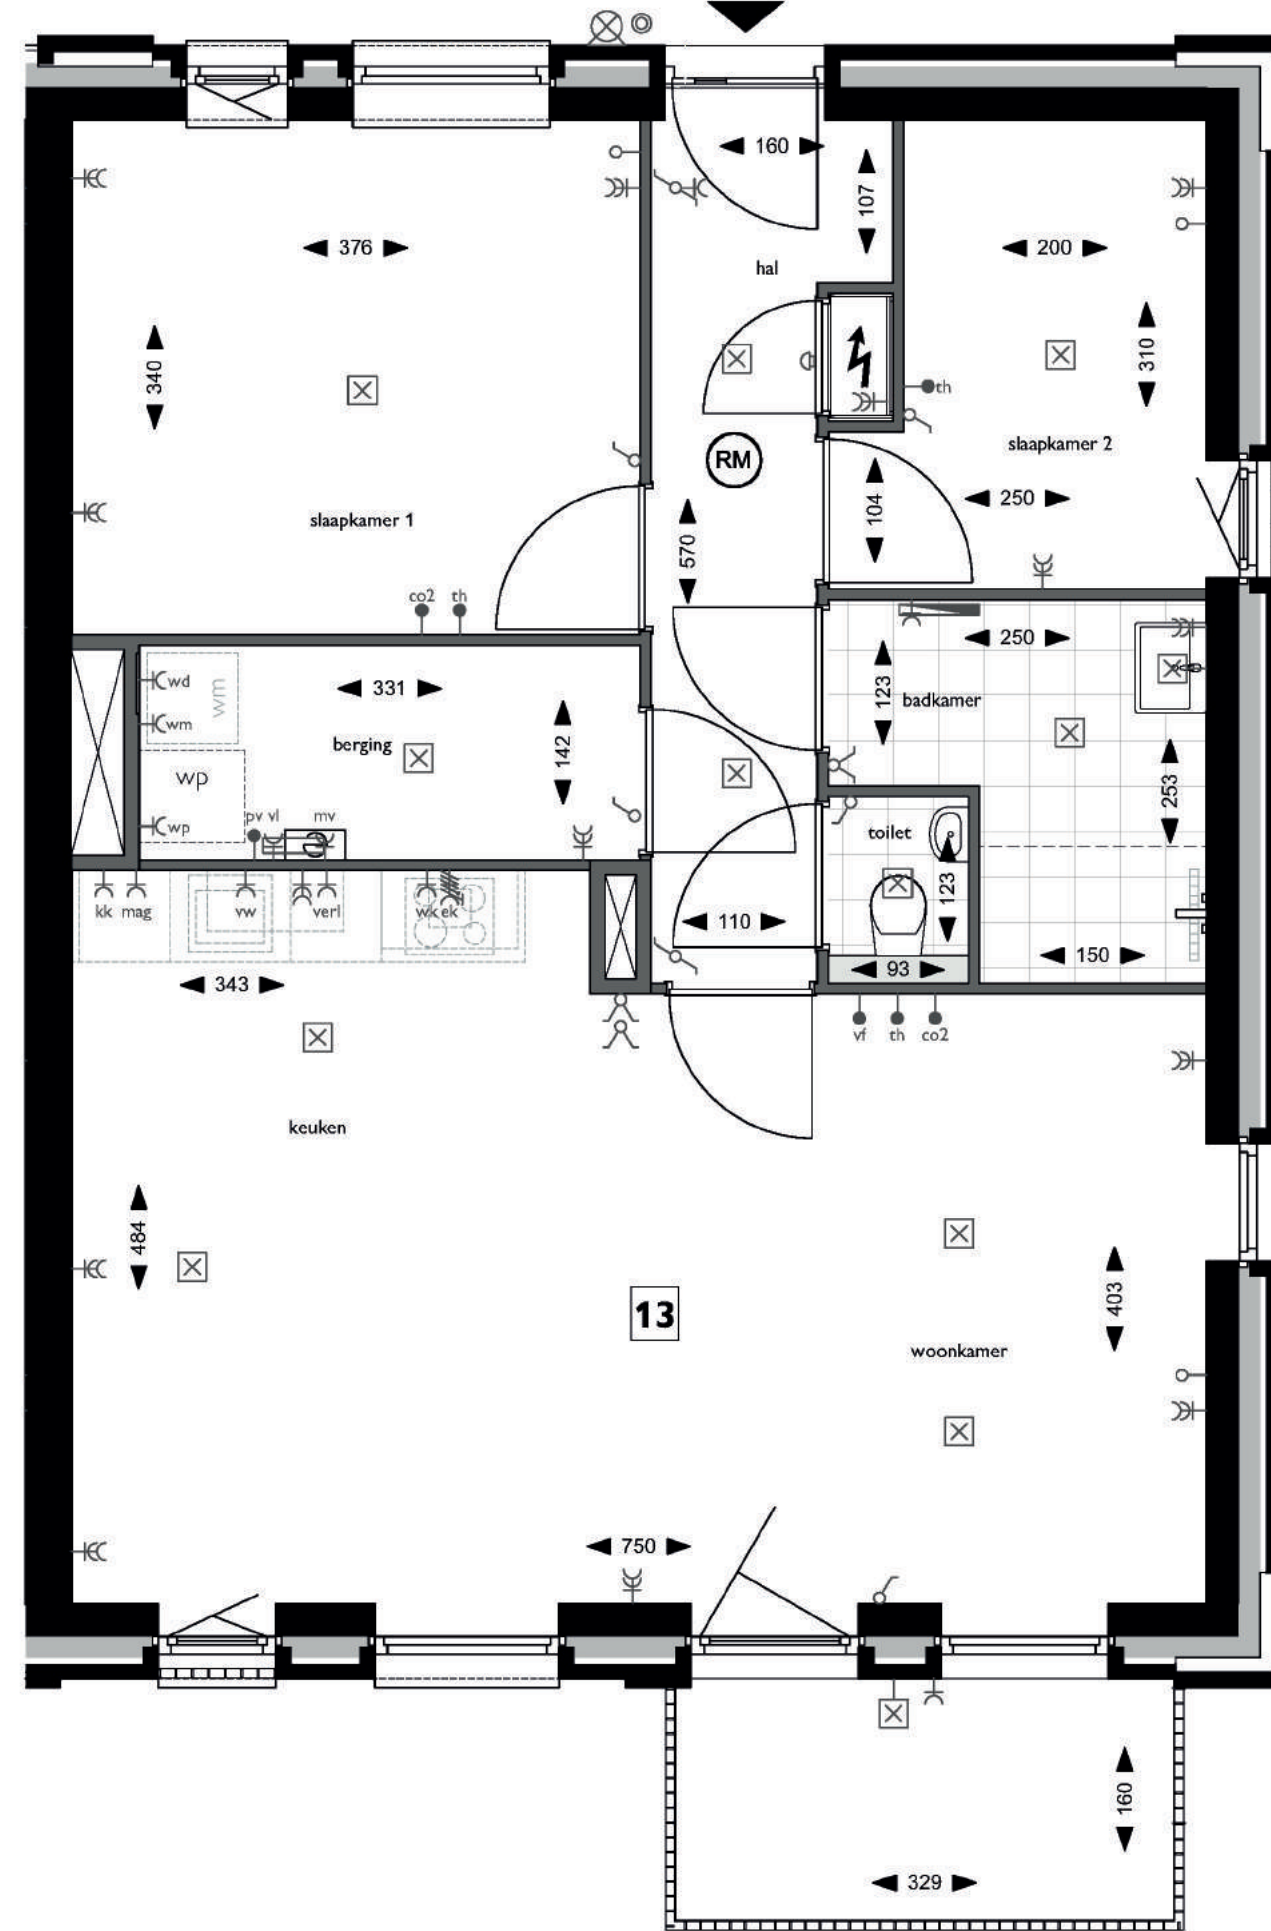 160
107
376
200
hal
340
310
th
RM
slaapkamer 2
104
250
slaapkamer 1
570
co2 th
250
wd
wm
331
123
badkamer
wm
142
berging
wp
253
wp
pv vl
mv
toilet
123
kk mag
vw
verl
wk ek
110
93
150
343
vf th co2
keuken
484
403
13
woonkamer
750
160
329